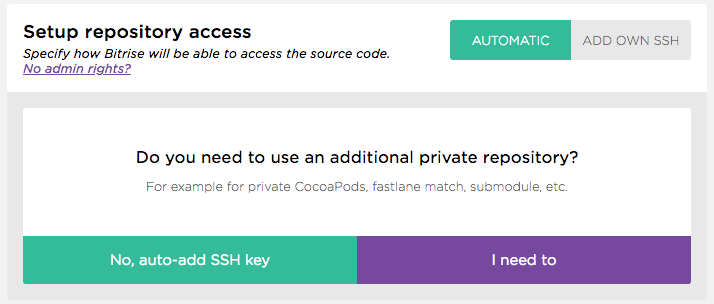 Setup repository access
Specify how Bitrise will be able to access the source code.
No admin rights?
AUTOMATIC
ADD OWN SSH
Do you need to use an additional private repository?
For example for private CocoaPods, fastlane match, submodule, etc.
No, auto-add SSH key
I need to